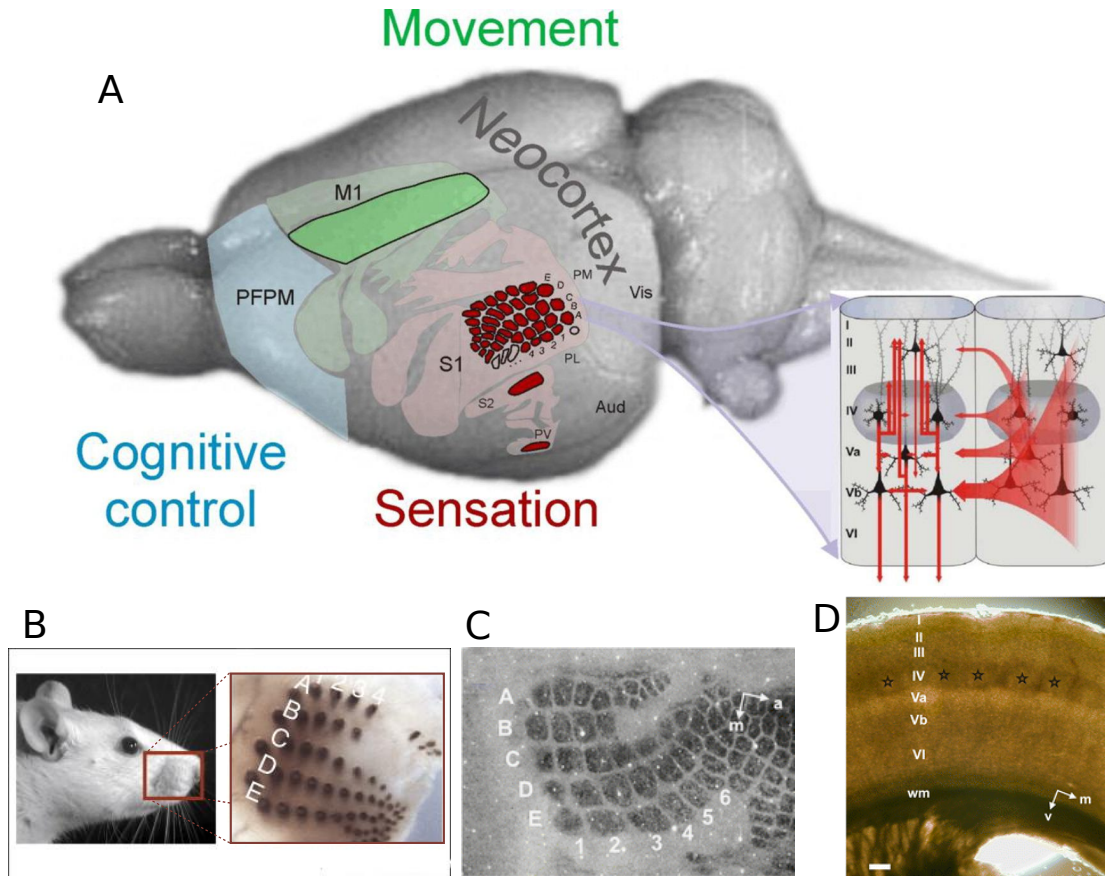 Movement
A
Neocortex
M1
PFPM
E
D
C
B
A
PM
Vis
S1
4 3 2 1
PL
S2
Aud
PV
Cognitive
control
Sensation
I
II
III
IV
Va
Vb
VI
B
A 1 2 3 4
B
C
D
E
C
A
B
C
D
E
1 2 3 4 5 6
m
a
D
I
II
III
IV
Va
Vb
VI
wm
m
v